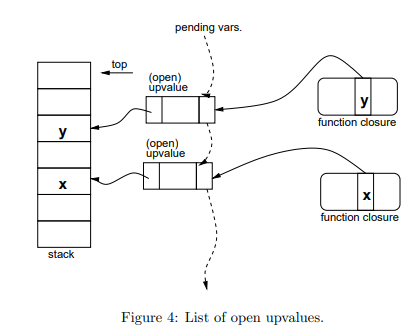 pending vars.
top
(open)
upvalue
y
y
function closure
(open)
upvalue
x
x
function closure
stack
Figure 4: List of open upvalues.